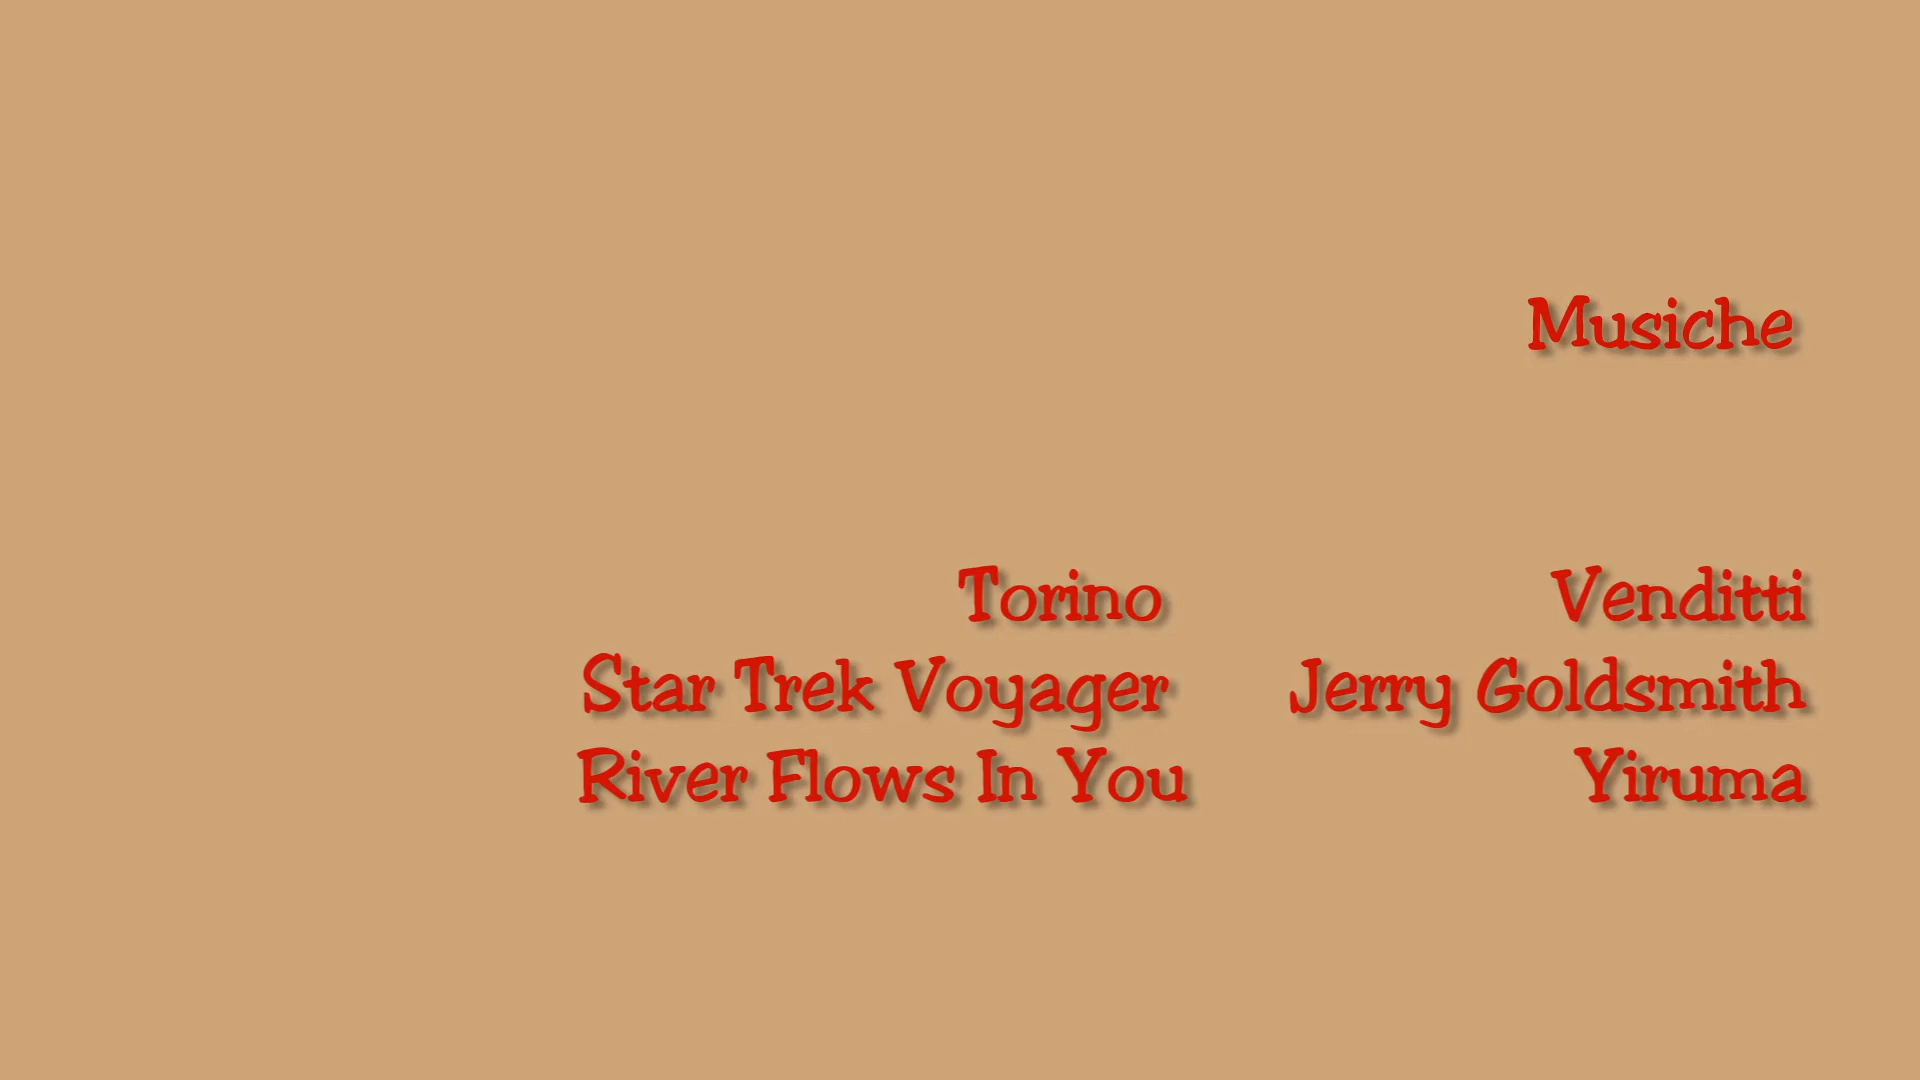 Musiche
Torino Venditti
Star Trek Voyager Jerry Goldsmith
River Flows In You Yiruma